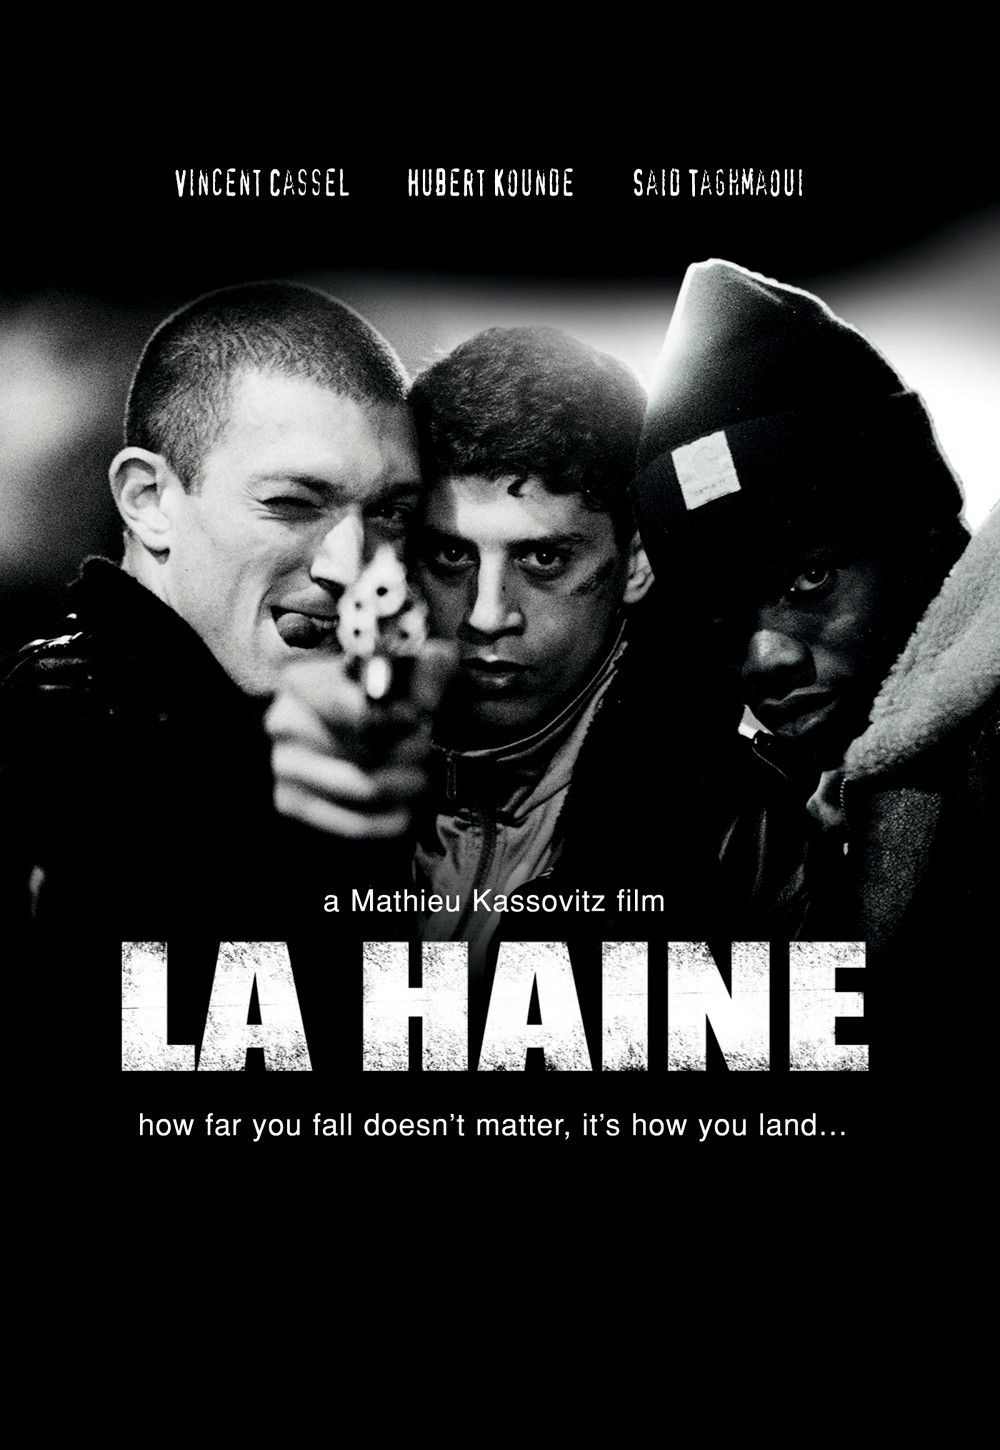 VINCENT CASSEL HUBERT KOUNDE SAID TAGHMAOUI
a Mathieu Kassovitz film
LA HAINE
how far you fall doesn't matter, it's how you land...